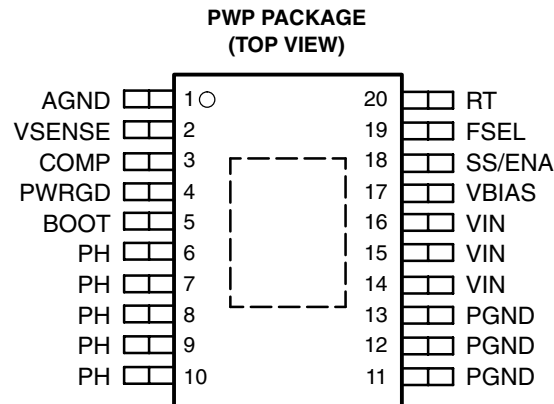 PWP PACKAGE
(TOP VIEW)
AGND 1 20 RT
VSENSE 2 19 FSEL
COMP 3 18 SS/ENA
PWRGD 4 17 VBIAS
BOOT 5 16 VIN
PH 6 15 VIN
PH 7 14 VIN
PH 8 13 PGND
PH 9 12 PGND
PH 10 11 PGND